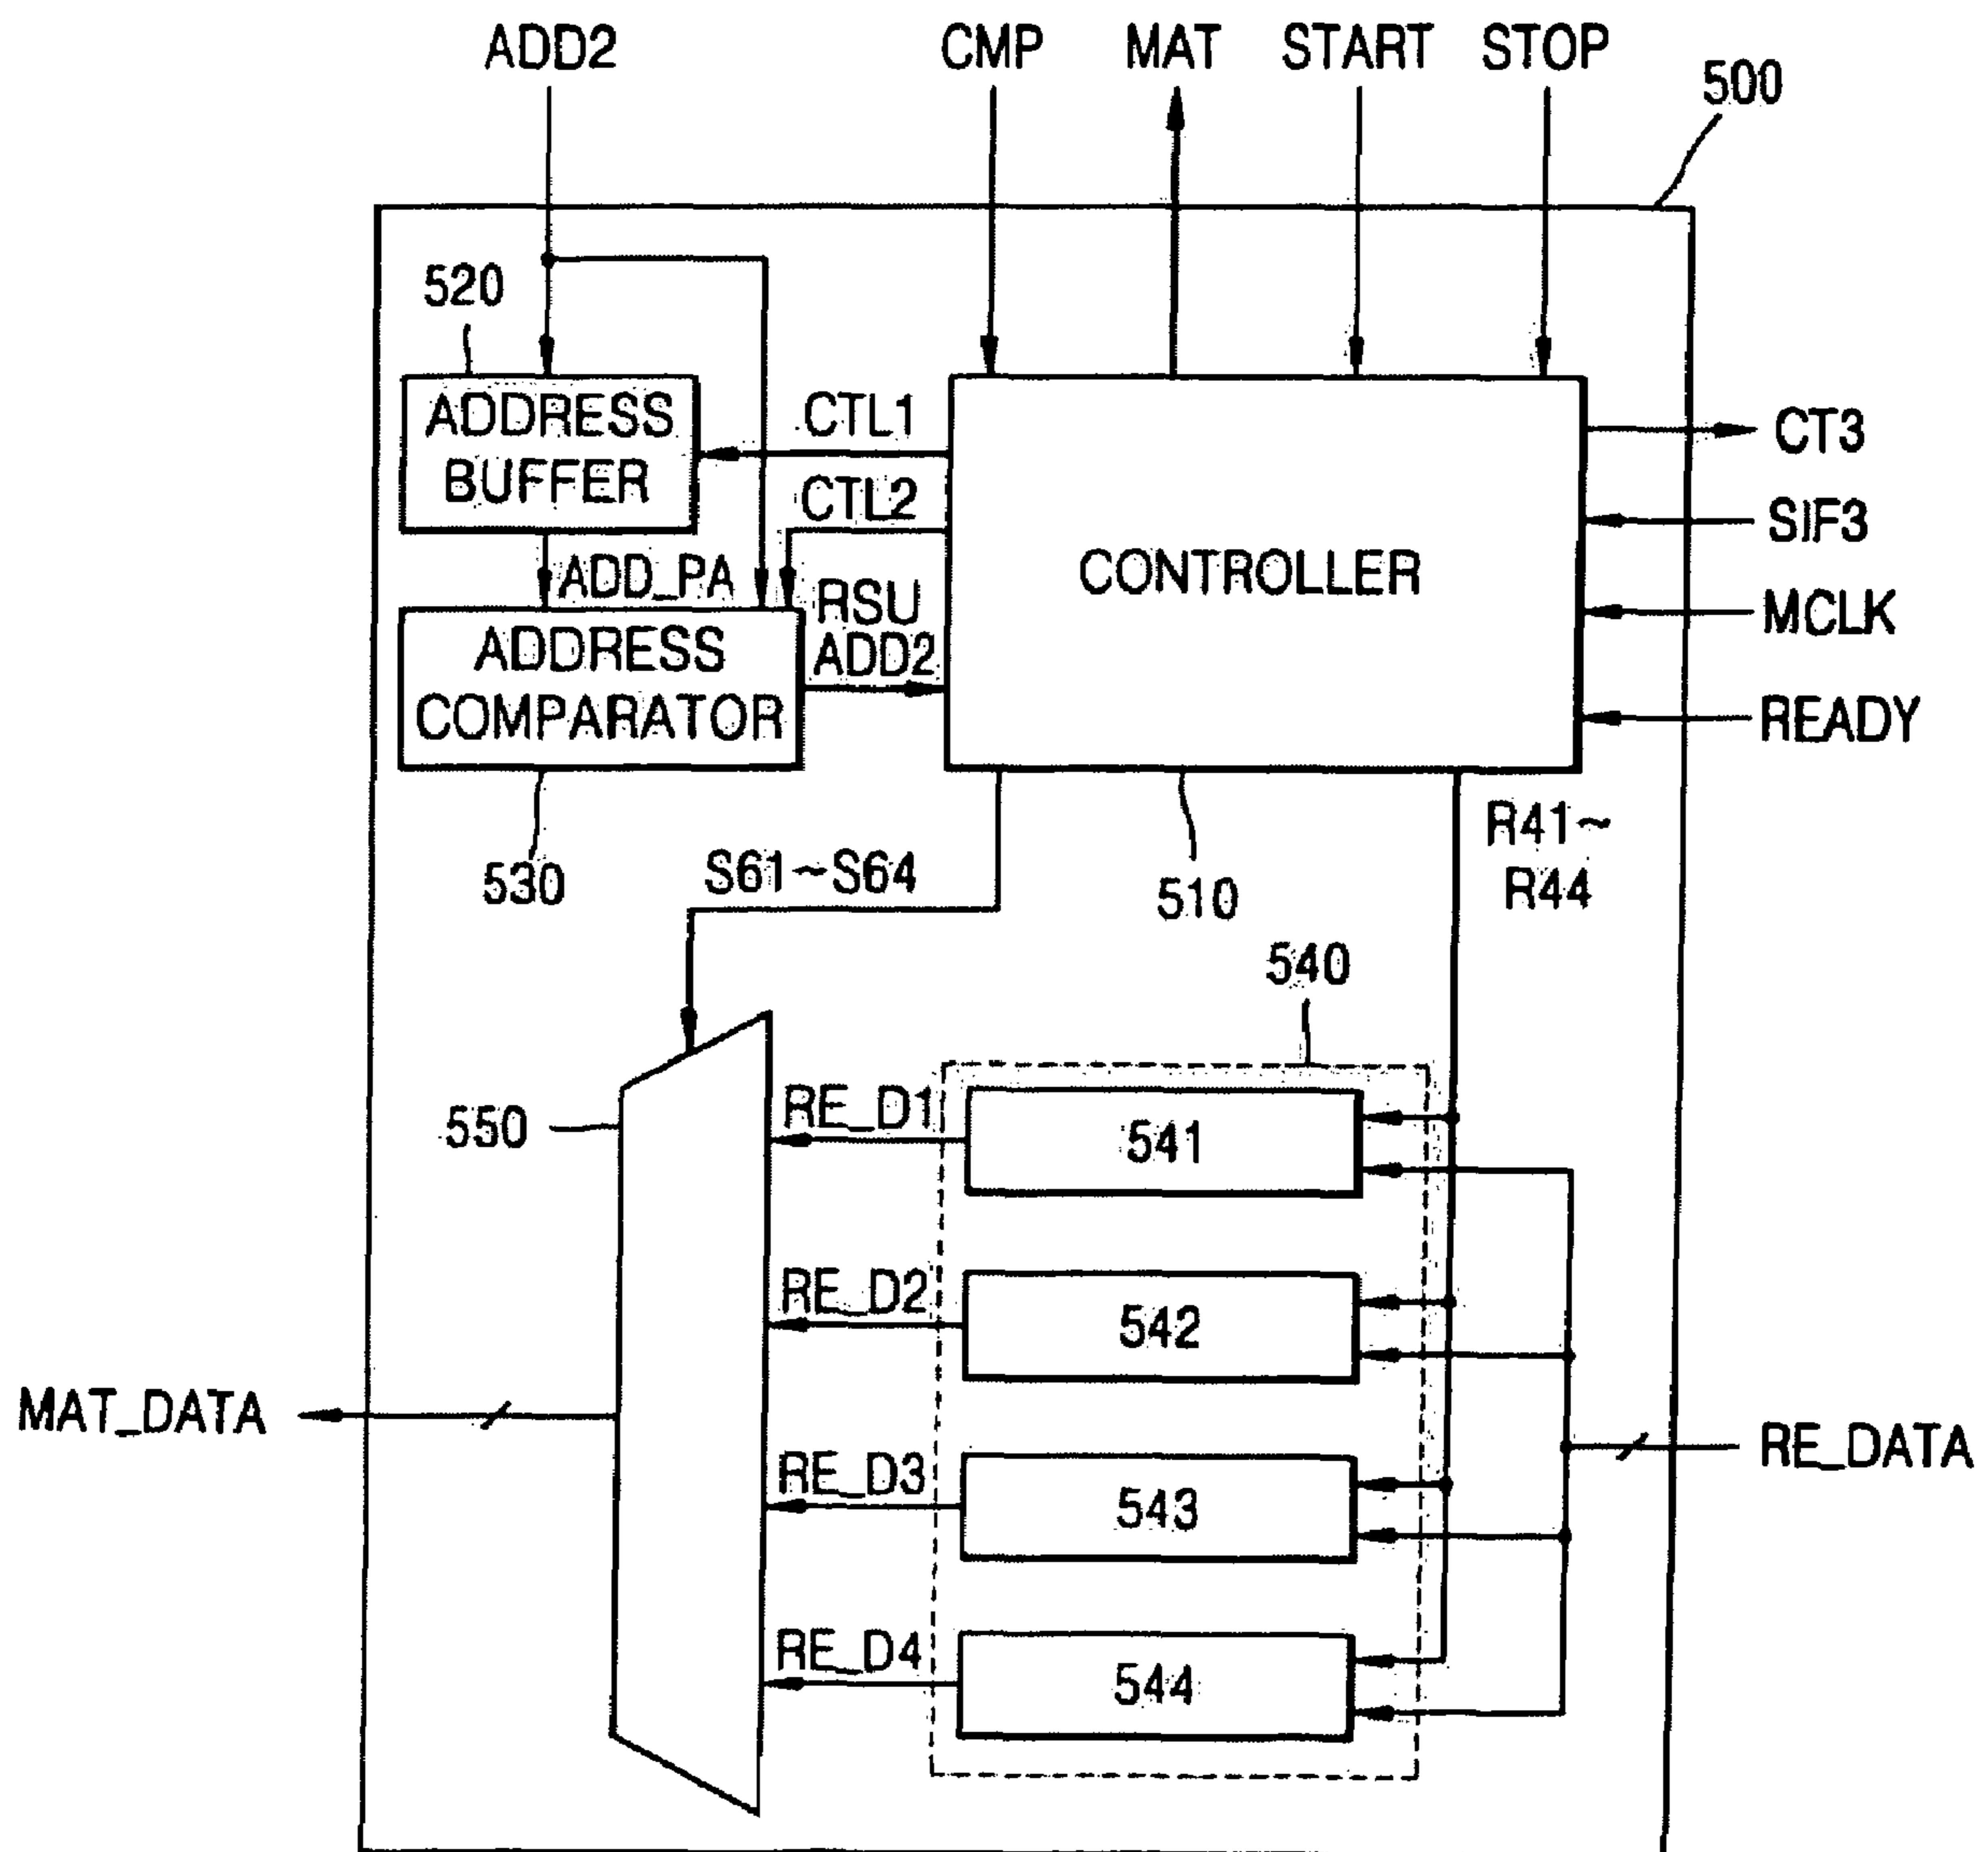 ADD2
CMP
MAT
START
STOP
500
520
ADDRESS
BUFFER
CTL1
CTL2
CT3
SIF3
MCLK
READY
CONTROLLER
ADD_PA
RSU
ADD2
ADDRESS
COMPARATOR
530
S61~S64
510
R41~
R44
540
550
RE_D1
541
RE_D2
542
MAT_DATA
RE_DATA
RE_D3
543
RE_D4
544